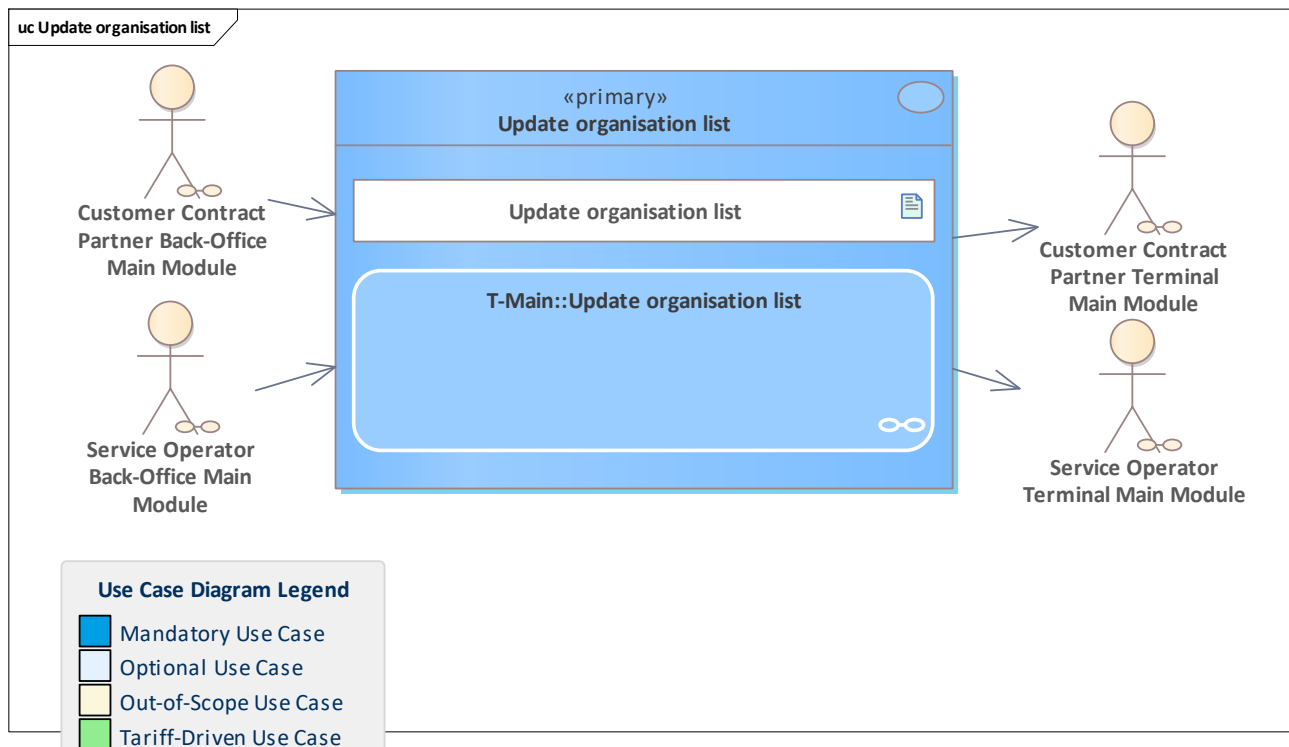 uc Update organisation list
«primary»
Update organisation list
Update organisation list
T-Main::Update organisation list
Customer Contract
Partner Back-Office
Main Module
Service Operator
Back-Office Main
Module
Customer Contract
Partner Terminal
Main Module
Service Operator
Terminal Main Module
Use Case Diagram Legend
Mandatory Use Case
Optional Use Case
Out-of-Scope Use Case
Tariff-Driven Use Case